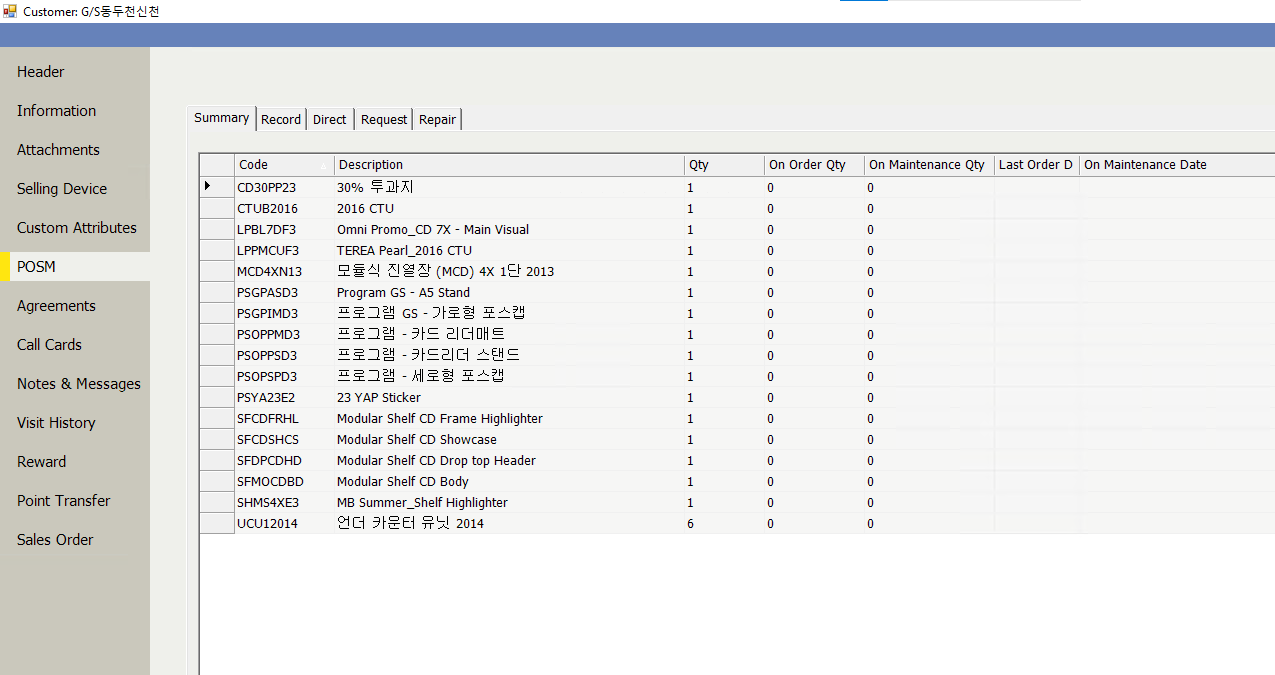 Customer: G/S동두천신천
Header
Information
Attachments
Selling Device
Custom Attributes
POSM
Agreements
Call Cards
Notes & Messages
Visit History
Reward
Point Transfer
Sales Order
Summary Record Direct Request Repair
Code Description Qty On Order Qty On Maintenance Qty Last Order D On Maintenance Date
CD30PP23 30% 투과지 1 0 0
CTUB2016 2016 CTU 1 0 0
LPBL7DF3 Omni Promo_CD 7X - Main Visual 1 0 0
LPPMCUF3 TEREA Pearl_2016 CTU 1 0 0
MCD4XN13 모듈식 진열장 (MCD) 4X 1단 2013 1 0 0
PSGPASD3 Program GS - A5 Stand 1 0 0
PSGPIMD3 프로그램 GS - 가로형 포스캡 1 0 0
PSOPPMD3 프로그램 - 카드 리더매트 1 0 0
PSOPPSD3 프로그램 - 카드리더 스탠드 1 0 0
PSOPSPD3 프로그램 - 세로형 포스캡 1 0 0
PSYA23E2 23 YAP Sticker 1 0 0
SFCDFRHL Modular Shelf CD Frame Highlighter 1 0 0
SFCDSHCS Modular Shelf CD Showcase 1 0 0
SFDPCDHD Modular Shelf CD Drop top Header 1 0 0
SFMOCDBD Modular Shelf CD Body 1 0 0
SHMS4XE3 MB Summer_Shelf Highlighter 1 0 0
UCU12014 언더 카운터 유닛 2014 6 0 0